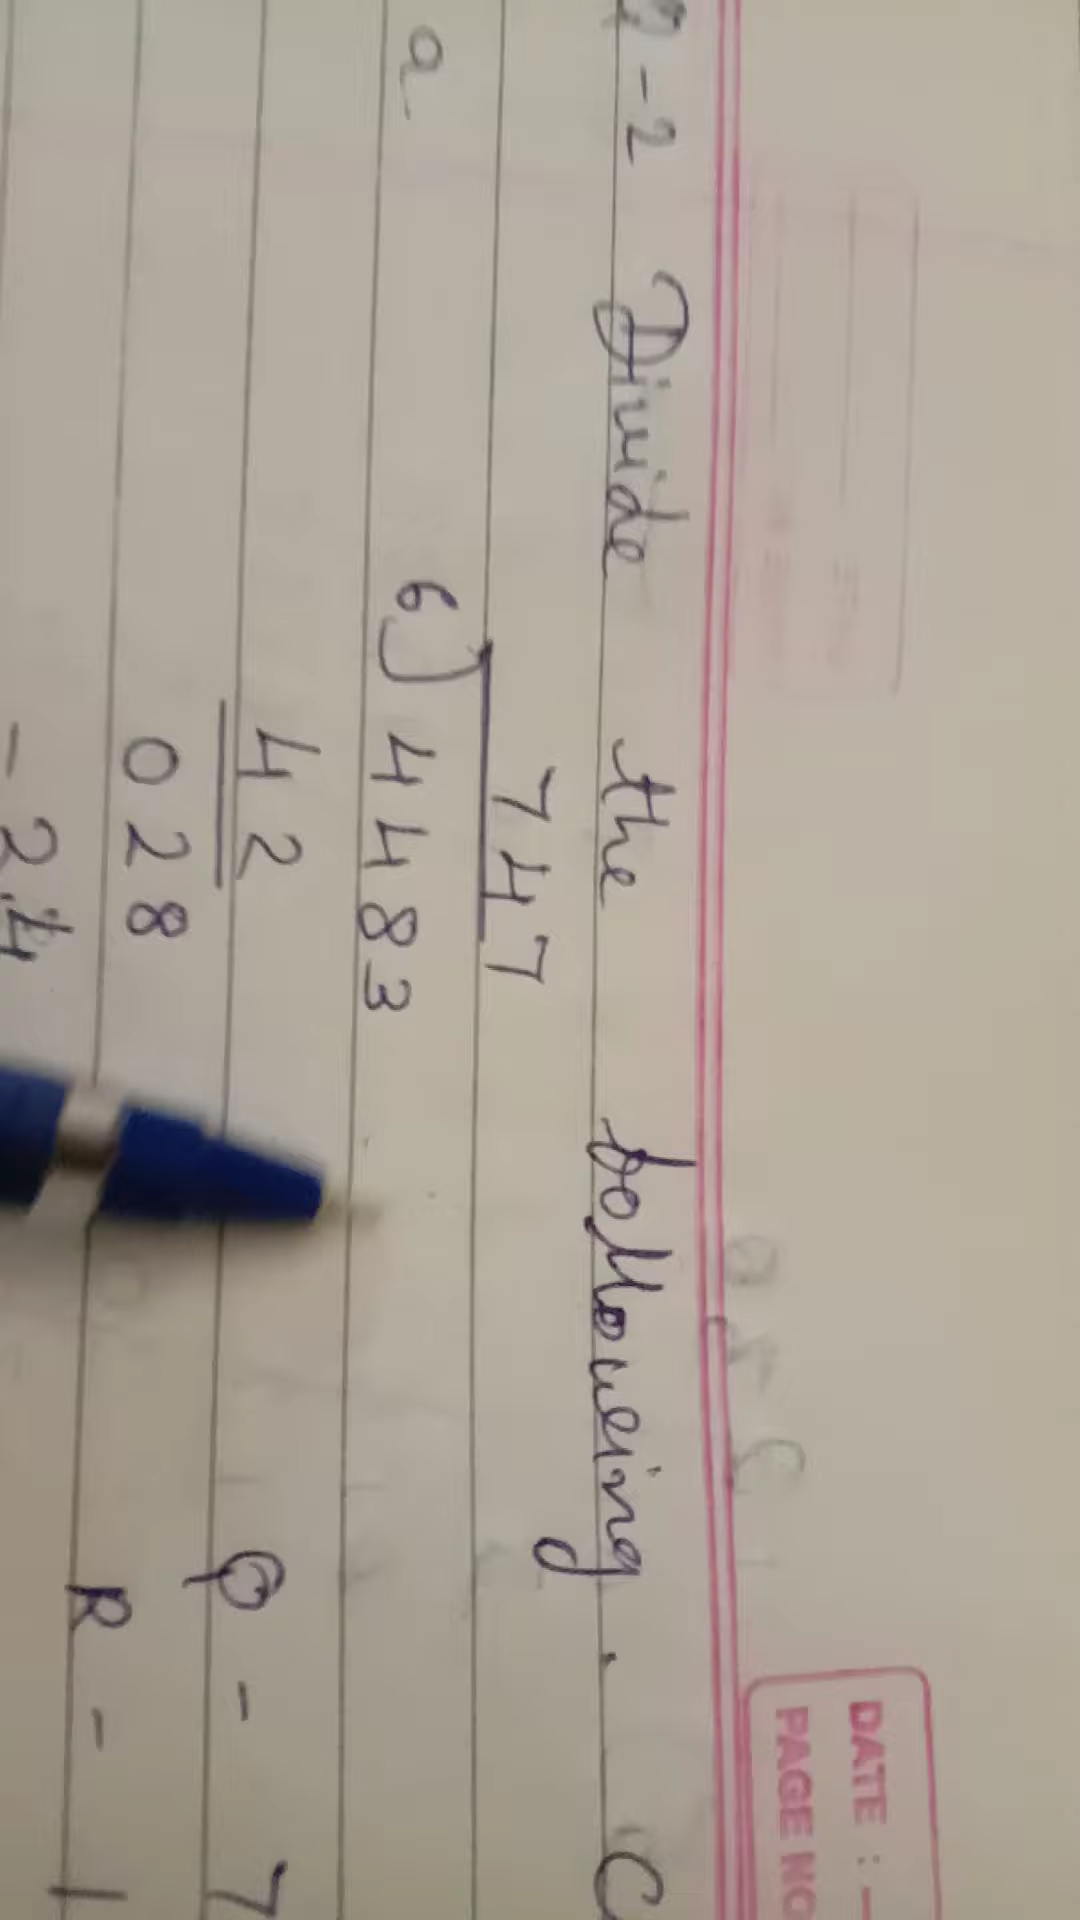 DATE : -
PAGE NO
Q-2 Divide the following.
a
747
6) 4483
42
028
-24
Q - 7
R - 1